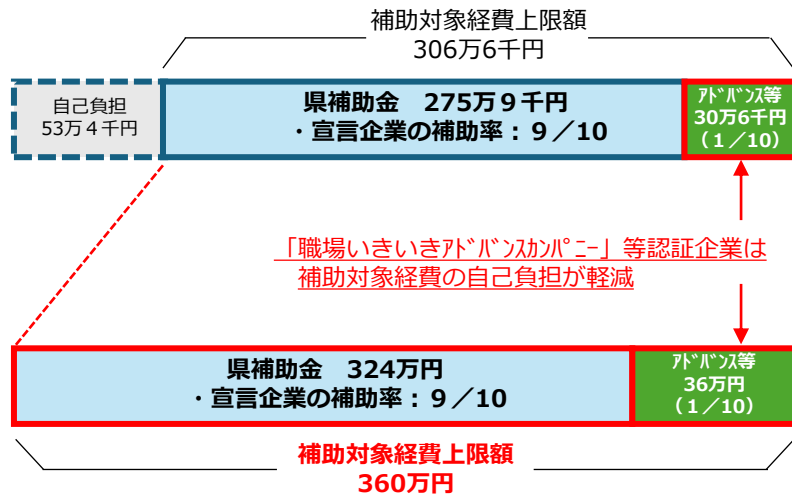 補助対象経費上限額
306万6千円
自己負担
53万4千円
県補助金　275万9千円
・宣言企業の補助率：9／10
ｱﾄﾞﾊﾞﾝｽ等
30万6千円
（1／10）
「職場いきいきｱﾄﾞﾊﾞﾝｽｶﾝﾊﾟﾆｰ」等認証企業は
補助対象経費の自己負担が軽減
県補助金　324万円
・宣言企業の補助率：9／10
ｱﾄﾞﾊﾞﾝｽ等
36万円
（1／10）
補助対象経費上限額
360万円